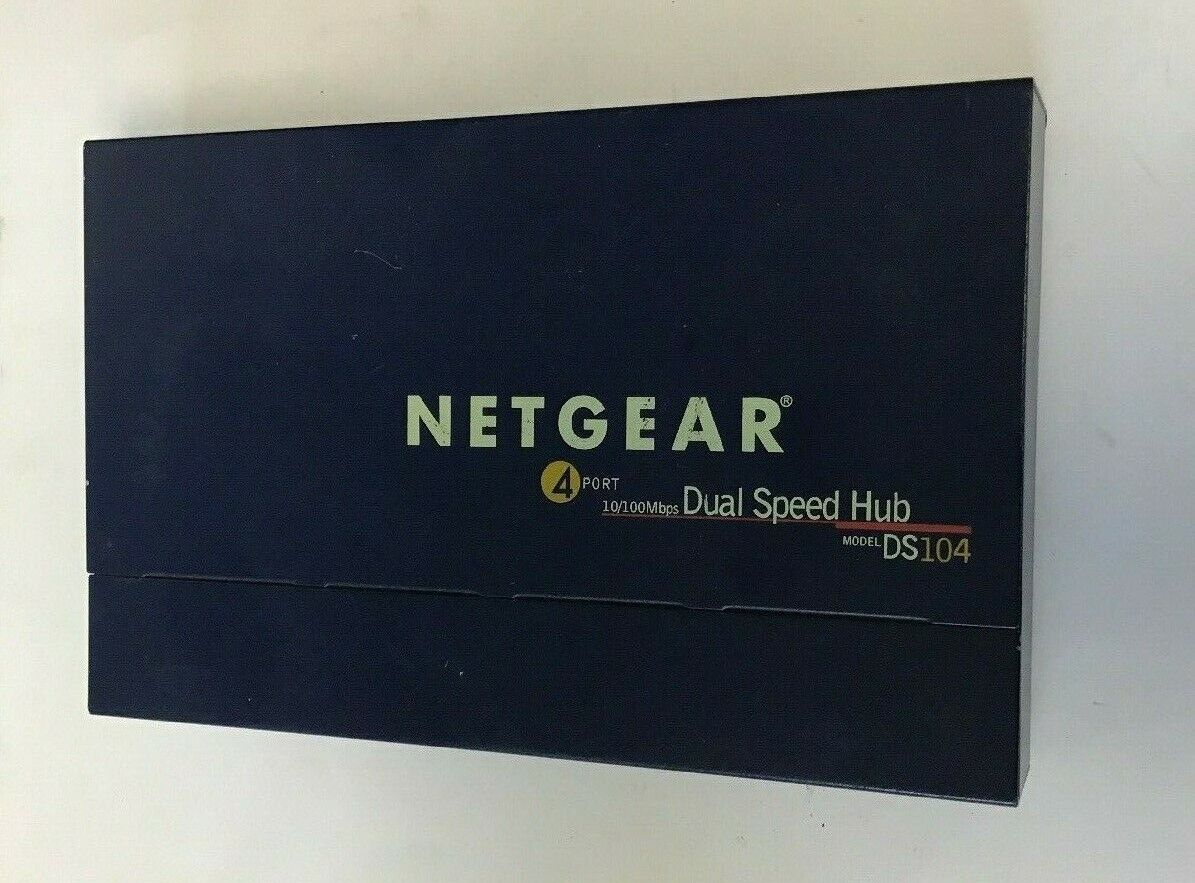 NETGEAR®
4 PORT
10/100Mbps Dual Speed Hub
MODEL DS104